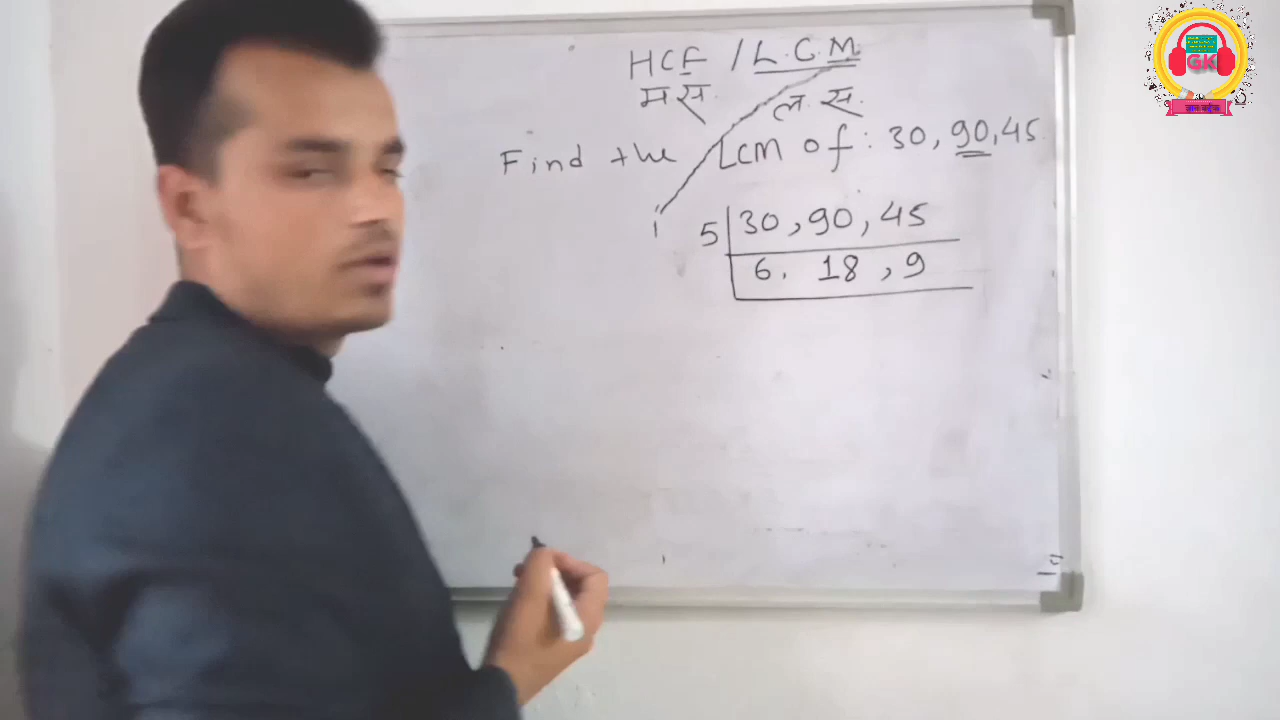 HCF / L.C.M
म स. ल. स.
Find the LCM of: 30, 90, 45
5 30, 90, 45
6, 18, 9
GK